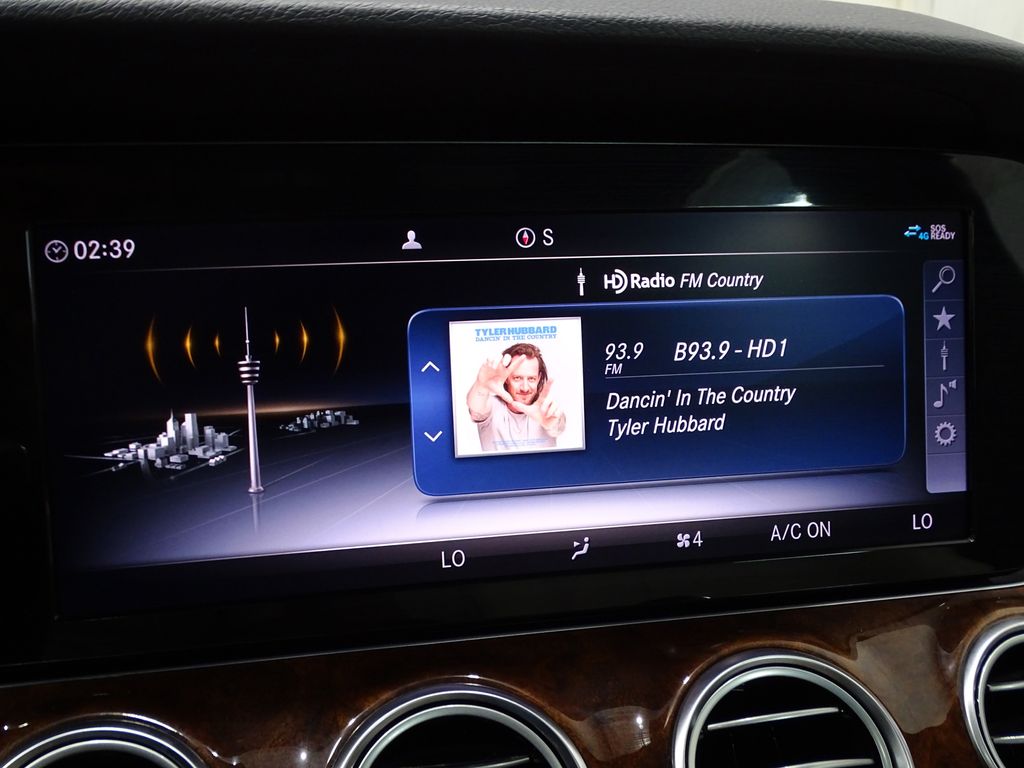 02:39
S
4G
SOS
READY
HD Radio FM Country
TYLER HUBBARD
DANCIN' IN THE COUNTRY
93.9
FM
B93.9 - HD1
Dancin' In The Country
Tyler Hubbard
LO
4
A/C ON
LO